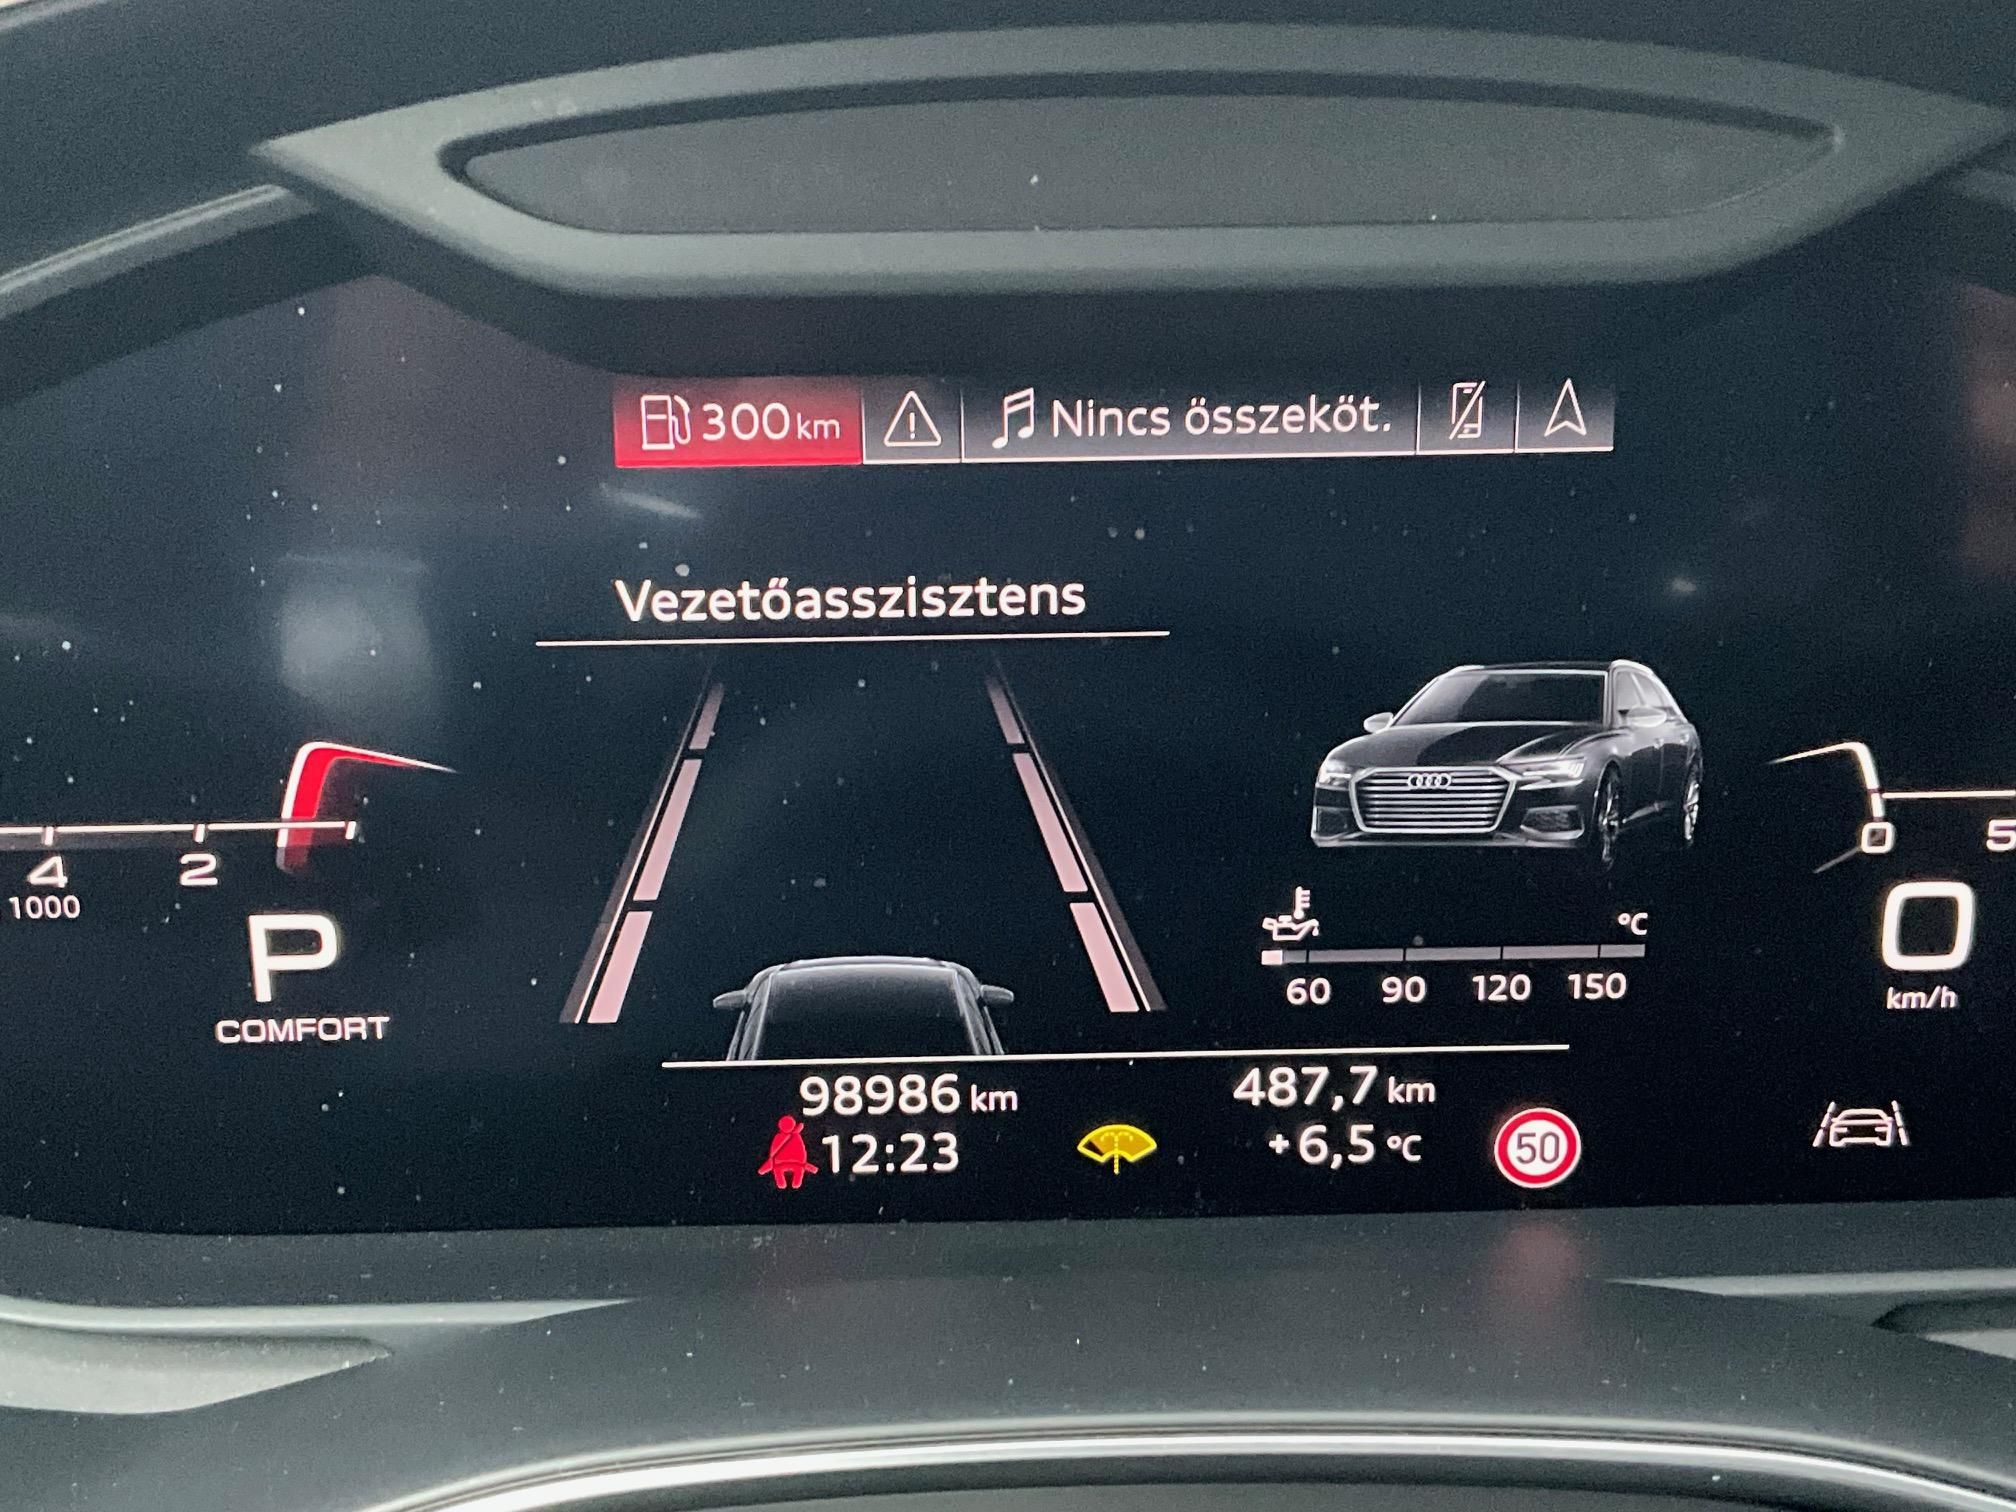 300 km
Nincs összeköt.
Vezetőasszisztens
4 2
1000
0 5
P
COMFORT
°C
60 90 120 150
0
km/h
98986 km
487,7 km
12:23
+6,5 °C
50